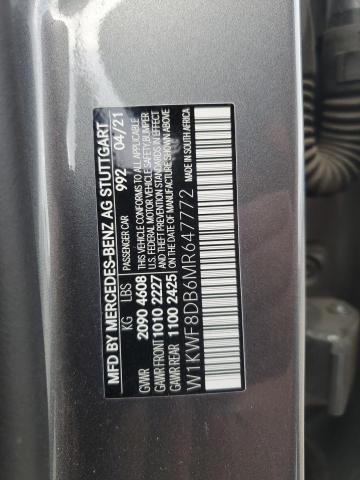 MFD BY MERCEDES-BENZ AG STUTTGART
PASSENGER CAR 992 04/21
KG LBS THIS VEHICLE CONFORMS TO ALL APPLICABLE
GVWR 2090 4608 U.S. FEDERAL MOTOR VEHICLE SAFETY, BUMPER
GAWR FRONT 1010 2227 AND THEFT PREVENTION STANDARDS IN EFFECT
GAWR REAR 1100 2425 ON THE DATE OF MANUFACTURE SHOWN ABOVE
MADE IN SOUTH AFRICA
W1KWF8DB6MR647772